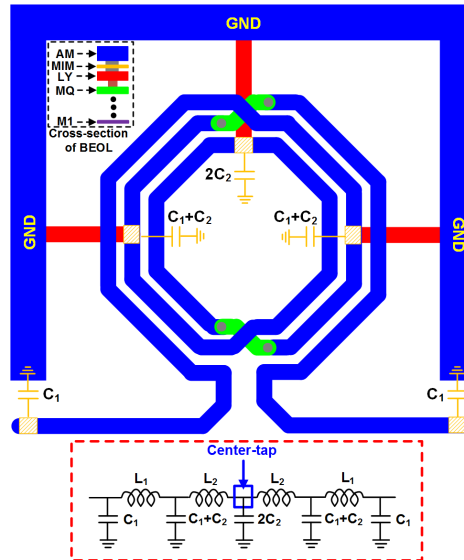 GND
AM
MIM
LY
MQ
M1
Cross-section
of BEOL
2C₂
C₁+C₂
C₁+C₂
GND
GND
C₁
C₁
Center-tap
L₁
L₂
L₂
L₁
C₁
C₁+C₂
2C₂
C₁+C₂
C₁